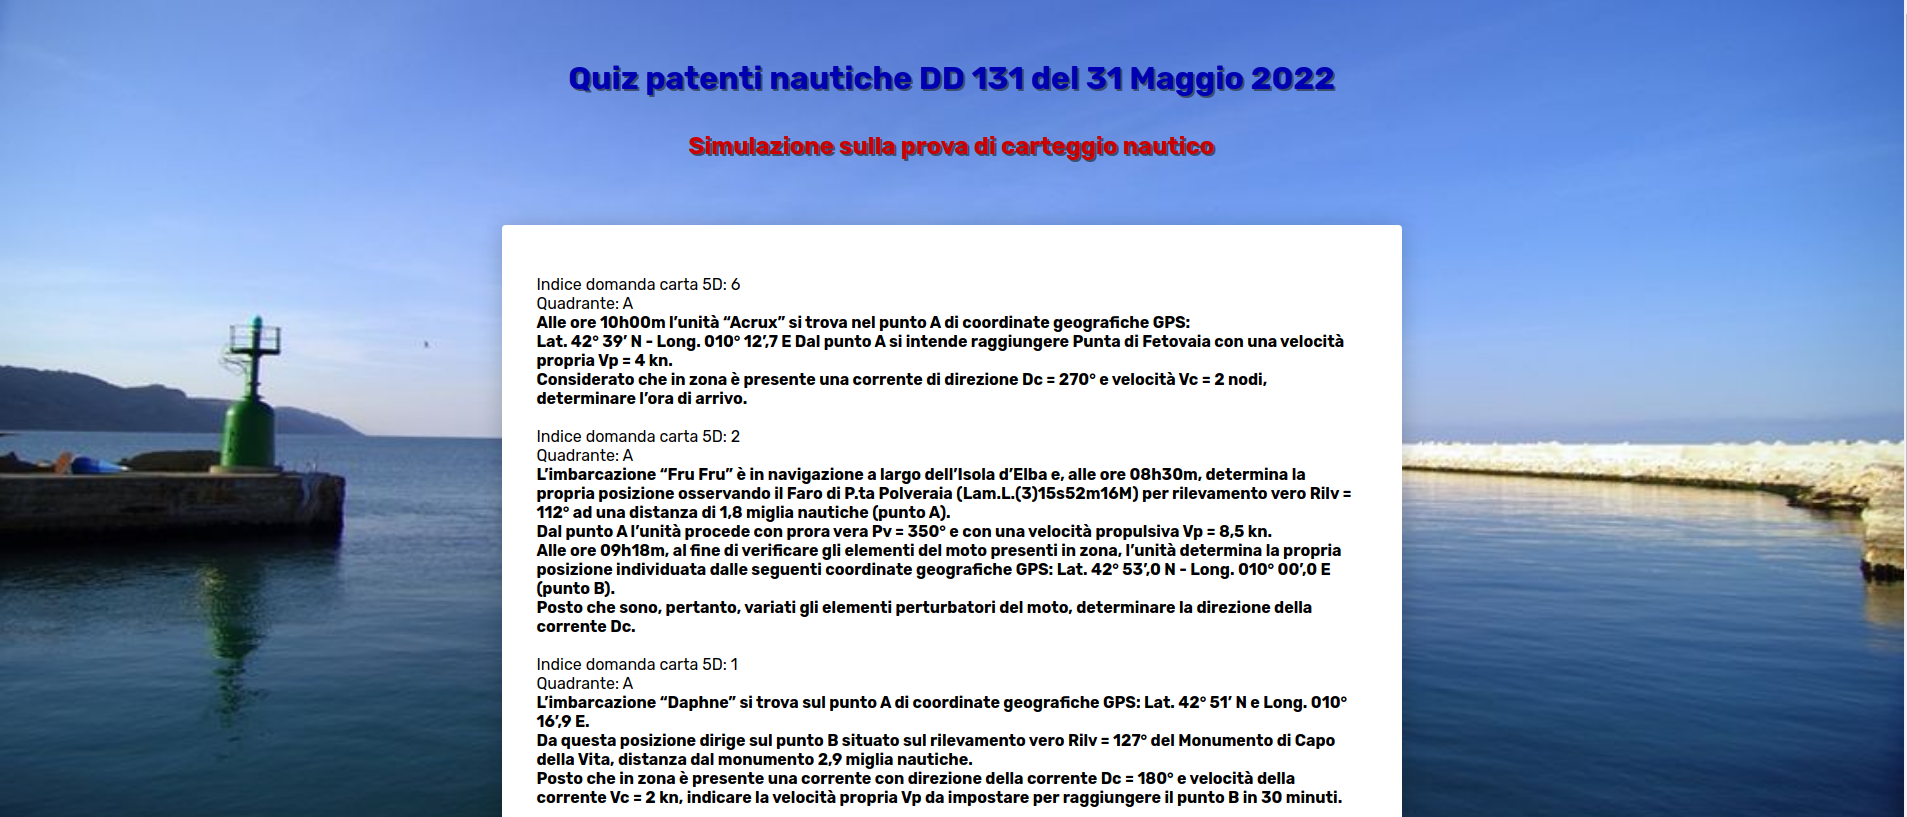 Quiz patenti nautiche DD 131 del 31 Maggio 2022
Simulazione sulla prova di carteggio nautico
Indice domanda carta 5D: 6
Quadrante: A
Alle ore 10h00m l’unità “Acrux” si trova nel punto A di coordinate geografiche GPS:
Lat. 42° 39’ N - Long. 010° 12’,7 E Dal punto A si intende raggiungere Punta di Fetovaia con una velocità
propria Vp = 4 kn.
Considerato che in zona è presente una corrente di direzione Dc = 270° e velocità Vc = 2 nodi,
determinare l’ora di arrivo.
Indice domanda carta 5D: 2
Quadrante: A
L’imbarcazione “Fru Fru” è in navigazione a largo dell’Isola d’Elba e, alle ore 08h30m, determina la
propria posizione osservando il Faro di P.ta Polveraia (Lam.L.(3)15s52m16M) per rilevamento vero Rilv =
112° ad una distanza di 1,8 miglia nautiche (punto A).
Dal punto A l’unità procede con prora vera Pv = 350° e con una velocità propulsiva Vp = 8,5 kn.
Alle ore 09h18m, al fine di verificare gli elementi del moto presenti in zona, l’unità determina la propria
posizione individuata dalle seguenti coordinate geografiche GPS: Lat. 42° 53’,0 N - Long. 010° 00’,0 E
(punto B).
Posto che sono, pertanto, variati gli elementi perturbatori del moto, determinare la direzione della
corrente Dc.
Indice domanda carta 5D: 1
Quadrante: A
L’imbarcazione “Daphne” si trova sul punto A di coordinate geografiche GPS: Lat. 42° 51’ N e Long. 010°
16’,9 E.
Da questa posizione dirige sul punto B situato sul rilevamento vero Rilv = 127° del Monumento di Capo
della Vita, distanza dal monumento 2,9 miglia nautiche.
Posto che in zona è presente una corrente con direzione della corrente Dc = 180° e velocità della
corrente Vc = 2 kn, indicare la velocità propria Vp da impostare per raggiungere il punto B in 30 minuti.